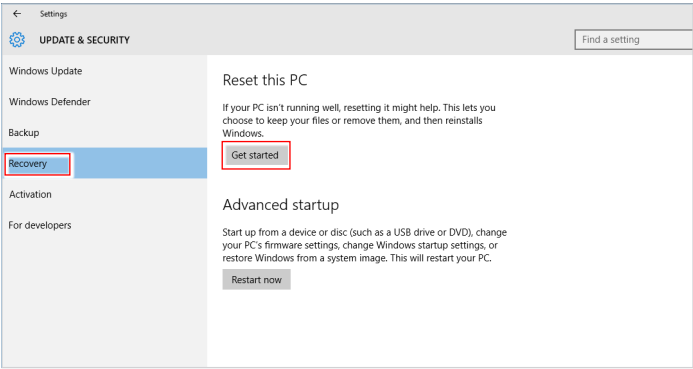 Settings
UPDATE & SECURITY
Find a setting
Windows Update
Windows Defender
Backup
Recovery
Activation
For developers
Reset this PC
If your PC isn't running well, resetting it might help. This lets you
choose to keep your files or remove them, and then reinstalls
Windows.
Get started
Advanced startup
Start up from a device or disc (such as a USB drive or DVD), change
your PC's firmware settings, change Windows startup settings, or
restore Windows from a system image. This will restart your PC.
Restart now